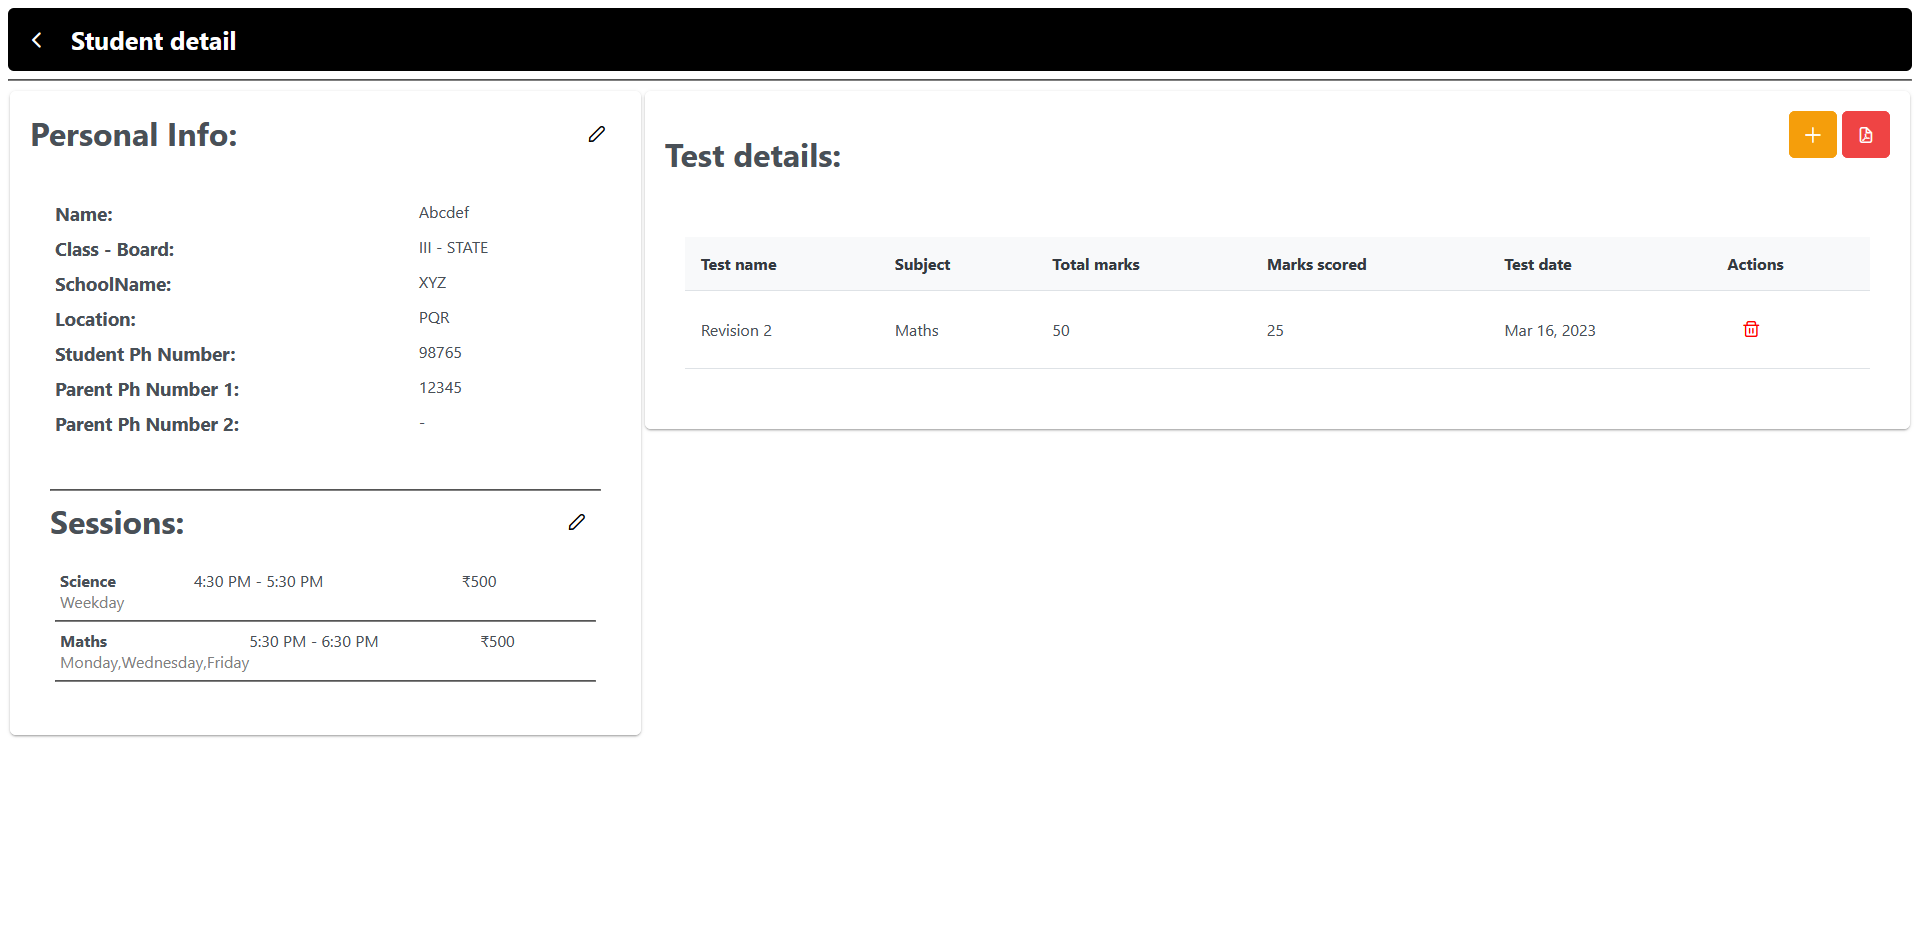 Student detail
Personal Info:
Name: Abcdef
Class - Board: III - STATE
SchoolName: XYZ
Location: PQR
Student Ph Number: 98765
Parent Ph Number 1: 12345
Parent Ph Number 2: -
Sessions:
Science 4:30 PM - 5:30 PM ₹500
Weekday
Maths 5:30 PM - 6:30 PM ₹500
Monday,Wednesday,Friday
Test details:
Test name Subject Total marks Marks scored Test date Actions
Revision 2 Maths 50 25 Mar 16, 2023